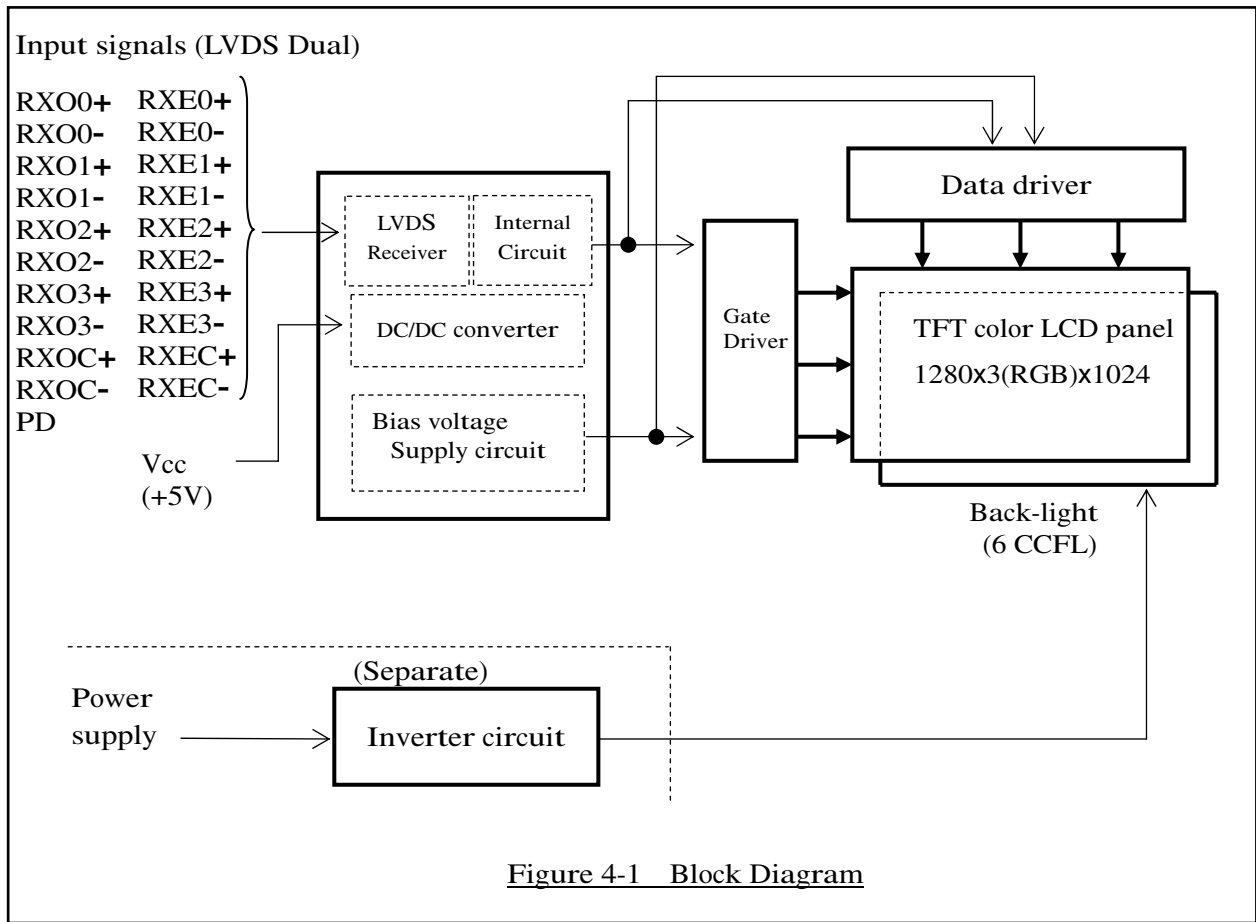 Input signals (LVDS Dual)
RXO0+ RXE0+
RXO0- RXE0-
RXO1+ RXE1+
RXO1- RXE1-
RXO2+ RXE2+
RXO2- RXE2-
RXO3+ RXE3+
RXO3- RXE3-
RXOC+ RXEC+
RXOC- RXEC-
PD
Vcc
(+5V)
LVDS
Receiver
Internal
Circuit
DC/DC converter
Bias voltage
Supply circuit
Gate
Driver
Data driver
TFT color LCD panel
1280x3(RGB)x1024
Back-light
(6 CCFL)
(Separate)
Power
supply
Inverter circuit
Figure 4-1 Block Diagram